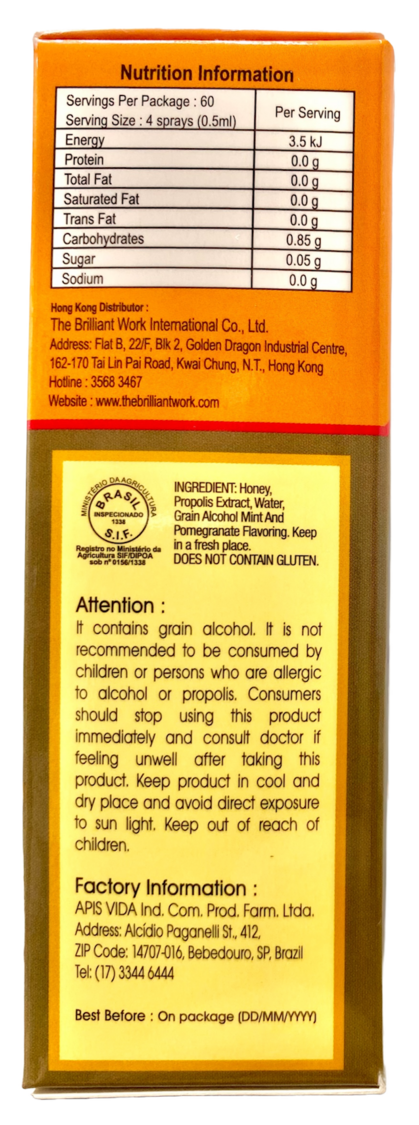 Nutrition Information
Servings Per Package : 60
Serving Size : 4 sprays (0.5ml)
Per Serving
Energy 3.5 kJ
Protein 0.0 g
Total Fat 0.0 g
Saturated Fat 0.0 g
Trans Fat 0.0 g
Carbohydrates 0.85 g
Sugar 0.05 g
Sodium 0.0 g
Hong Kong Distributor :
The Brilliant Work International Co., Ltd.
Address: Flat B, 22/F, Blk 2, Golden Dragon Industrial Centre,
162-170 Tai Lin Pai Road, Kwai Chung, N.T., Hong Kong
Hotline : 3568 3467
Website : www.thebrilliantwork.com
MINISTÉRIO DA AGRICULTURA
BRASIL
INSPECIONADO
1338
S.I.F.
Registro no Ministério da
Agricultura SIF/DIPOA
sob nº 0156/1338
INGREDIENT: Honey,
Propolis Extract, Water,
Grain Alcohol Mint And
Pomegranate Flavoring. Keep
in a fresh place.
DOES NOT CONTAIN GLUTEN.
Attention :
It contains grain alcohol. It is not
recommended to be consumed by
children or persons who are allergic
to alcohol or propolis. Consumers
should stop using this product
immediately and consult doctor if
feeling unwell after taking this
product. Keep product in cool and
dry place and avoid direct exposure
to sun light. Keep out of reach of
children.
Factory Information :
APIS VIDA Ind. Com. Prod. Farm. Ltda.
Address: Alcídio Paganelli St., 412,
ZIP Code: 14707-016, Bebedouro, SP, Brazil
Tel: (17) 3344 6444
Best Before : On package (DD/MM/YYYY)